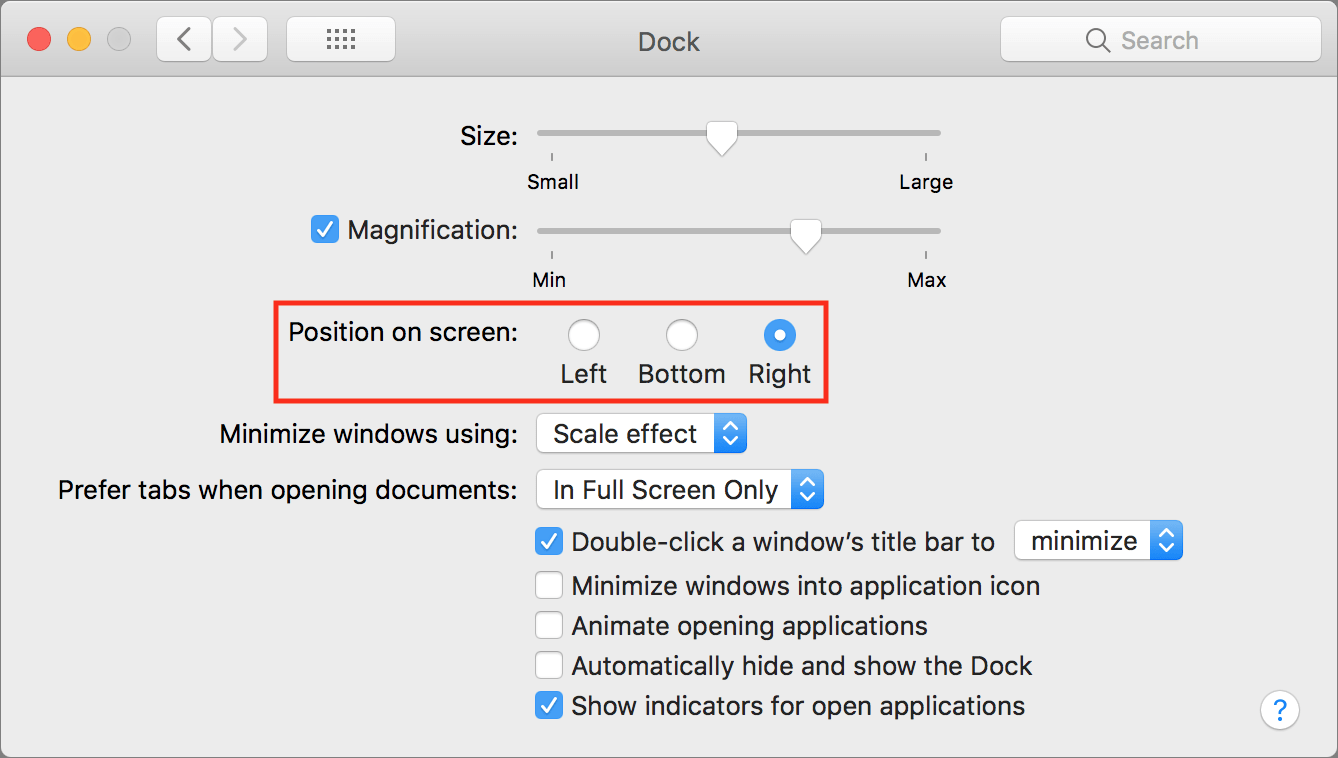 Dock
Search
Size:
Small Large
Magnification:
Min Max
Position on screen:
Left Bottom Right
Minimize windows using: Scale effect
Prefer tabs when opening documents: In Full Screen Only
Double-click a window’s title bar to minimize
Minimize windows into application icon
Animate opening applications
Automatically hide and show the Dock
Show indicators for open applications
?